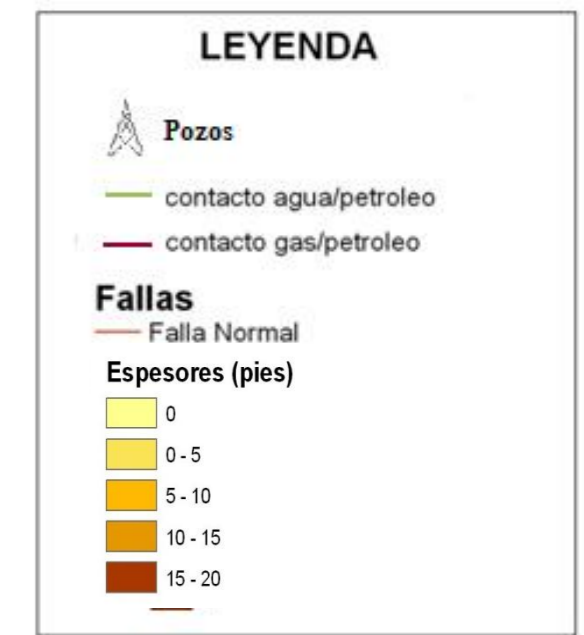 LEYENDA
Pozos
contacto agua/petroleo
contacto gas/petroleo
Fallas
Falla Normal
Espesores (pies)
0
0 - 5
5 - 10
10 - 15
15 - 20